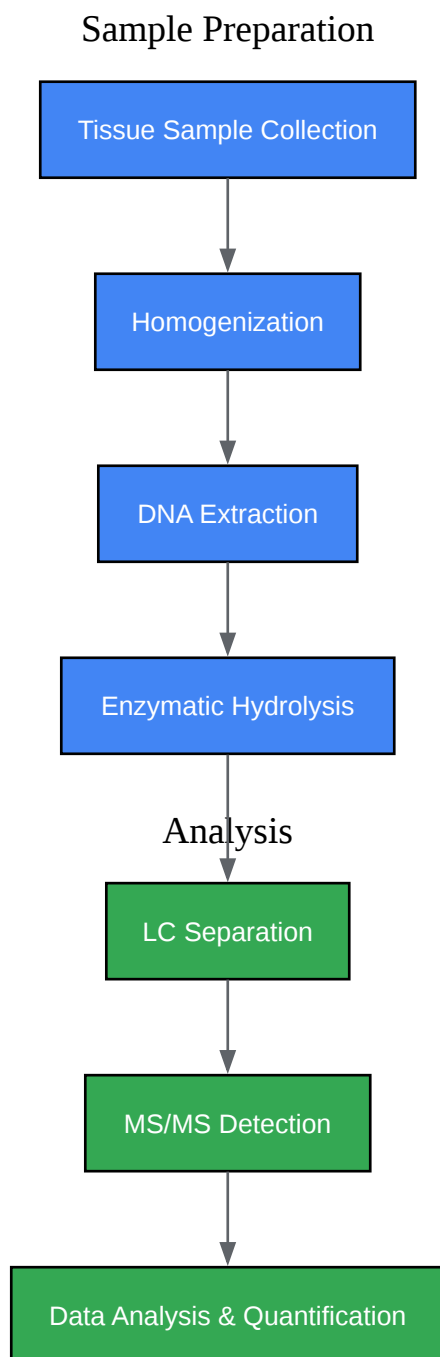 Sample Preparation
Tissue Sample Collection
Homogenization
DNA Extraction
Enzymatic Hydrolysis
Analysis
LC Separation
MS/MS Detection
Data Analysis & Quantification